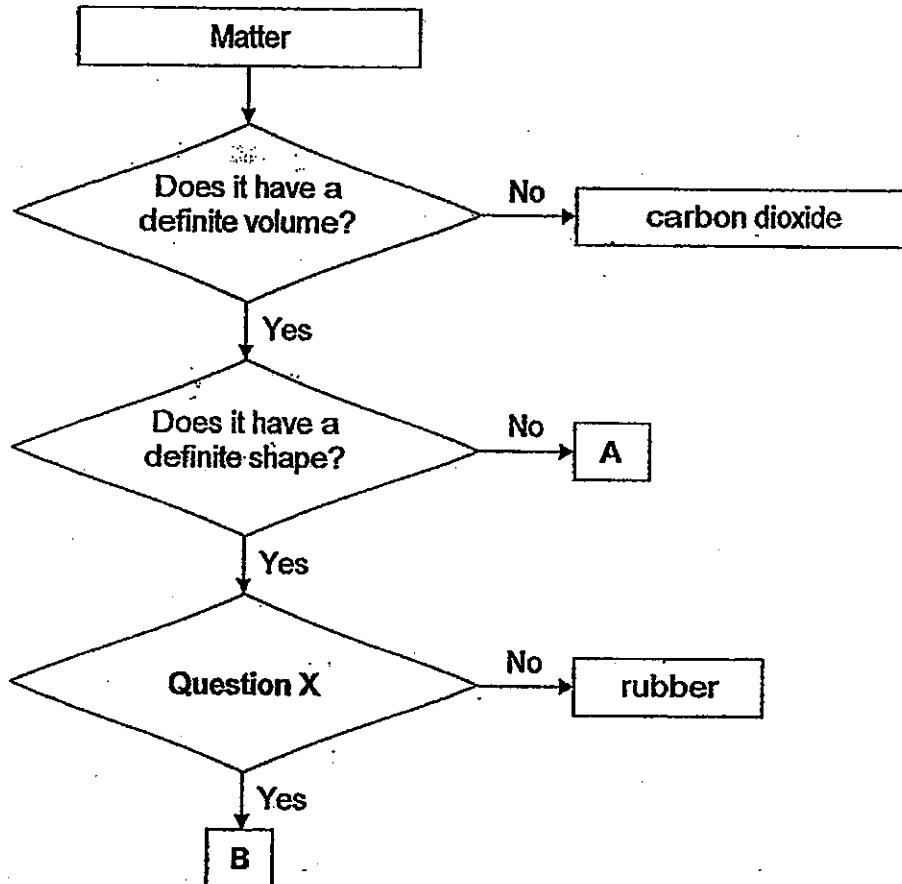 Matter
Does it have a
definite volume?
No
carbon dioxide
Yes
Does it have a
definite shape?
No
A
Yes
Question X
No
rubber
Yes
B